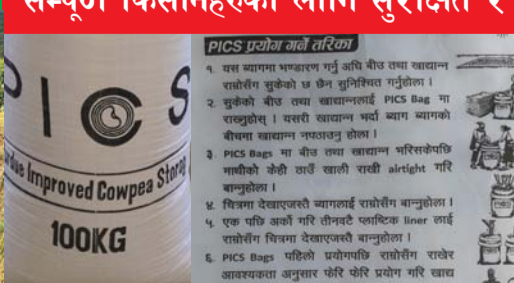 सम्पूर्ण किसानहरुका लागि सुरक्षित र
PICS
Purdue Improved Cowpea Storage
100KG
PICS प्रयोग गर्ने तरिका
१. यस ब्यागमा भण्डारण गर्नु अघि बीउ तथा खाद्यान्न
राम्रोसँग सुकेको छ छैन सुनिश्चित गर्नुहोला ।
२. सुकेको बीउ तथा खाद्यान्नलाई PICS Bag मा
राख्नुहोस् । यसरी खाद्यान्न भर्दा ब्याग ब्यागको
बीचमा खाद्यान्न नपठाउनु होला ।
३. PICS Bags मा बीउ तथा खाद्यान्न भरिसकेपछि
माथीको केही ठाउँ खाली राखी airtight गरि
बान्नुहोला ।
४. चित्रमा देखाएजस्तै ब्यागलाई राम्रोसँग बान्नुहोला ।
५. एक पछि अर्को गरि तीनवटै प्लाष्टिक liner लाई
राम्रोसँग चित्रमा देखाएजस्तै बान्नुहोला ।
६. PICS Bags पहिलो प्रयोगपछि राम्रोसँग राखेर
आवश्यकता अनुसार फेरि फेरि प्रयोग गरि खाद्य